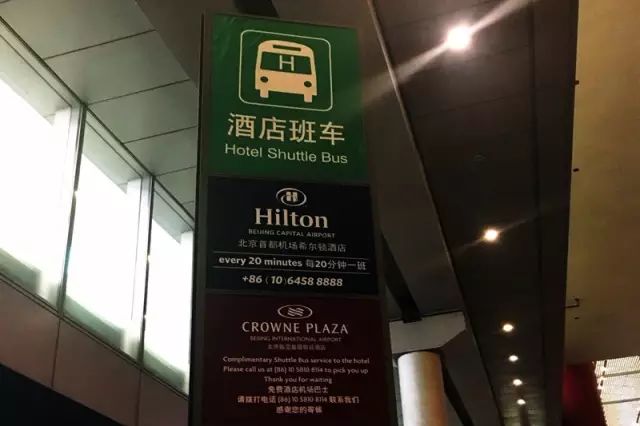 H
酒店班车
Hotel Shuttle Bus
H
Hilton
BEIJING CAPITAL AIRPORT
北京首都机场希尔顿酒店
every 20 minutes 每20分钟一班
+86 (10)6458 8888
CROWNE PLAZA
BEIJING INTERNATIONAL AIRPORT
Complimentary Shuttle Bus service to the hotel
Please call us at (86) 10 5810 8114 to pick you up
Thank you for waiting
免费酒店机场巴士
请拨打电话 (86) 10 5810 8114 联系我们
感谢您的等候